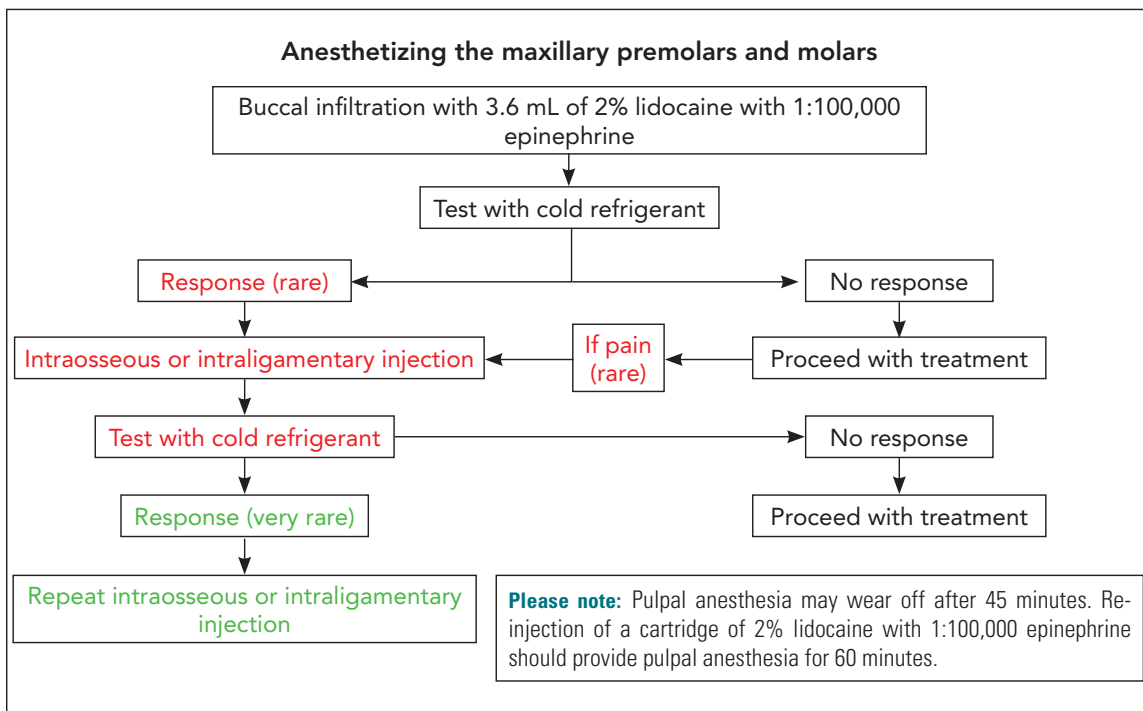 Anesthetizing the maxillary premolars and molars
Buccal infiltration with 3.6 mL of 2% lidocaine with 1:100,000
epinephrine
Test with cold refrigerant
Response (rare)
No response
Intraosseous or intraligamentary injection
If pain
(rare)
Proceed with treatment
Test with cold refrigerant
No response
Response (very rare)
Proceed with treatment
Repeat intraosseous or intraligamentary
injection
Please note: Pulpal anesthesia may wear off after 45 minutes. Re-
injection of a cartridge of 2% lidocaine with 1:100,000 epinephrine
should provide pulpal anesthesia for 60 minutes.